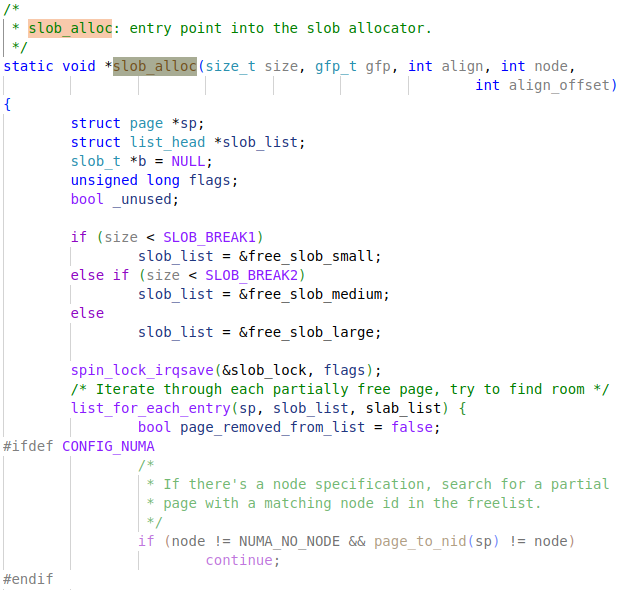 /*
 * slob_alloc: entry point into the slob allocator.
 */
static void *slob_alloc(size_t size, gfp_t gfp, int align, int node,
                                                        int align_offset)
{
        struct page *sp;
        struct list_head *slob_list;
        slob_t *b = NULL;
        unsigned long flags;
        bool _unused;

        if (size < SLOB_BREAK1)
                slob_list = &free_slob_small;
        else if (size < SLOB_BREAK2)
                slob_list = &free_slob_medium;
        else
                slob_list = &free_slob_large;

        spin_lock_irqsave(&slob_lock, flags);
        /* Iterate through each partially free page, try to find room */
        list_for_each_entry(sp, slob_list, slab_list) {
                bool page_removed_from_list = false;
#ifdef CONFIG_NUMA
                /*
                 * If there's a node specification, search for a partial
                 * page with a matching node id in the freelist.
                 */
                if (node != NUMA_NO_NODE && page_to_nid(sp) != node)
                        continue;
#endif